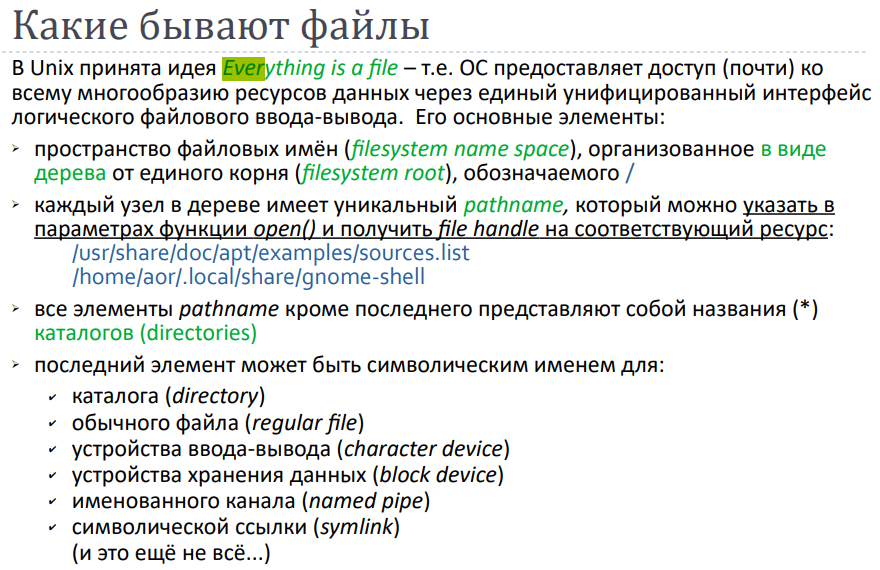 Какие бывают файлы
В Unix принята идея Everything is a file – т.е. ОС предоставляет доступ (почти) ко
всему многообразию ресурсов данных через единый унифицированный интерфейс
логического файлового ввода-вывода. Его основные элементы:
➢ пространство файловых имён (filesystem name space), организованное в виде
дерева от единого корня (filesystem root), обозначаемого /
➢ каждый узел в дереве имеет уникальный pathname, который можно указать в
параметрах функции open() и получить file handle на соответствующий ресурс:
/usr/share/doc/apt/examples/sources.list
/home/aor/.local/share/gnome-shell
➢ все элементы pathname кроме последнего представляют собой названия (*)
каталогов (directories)
➢ последний элемент может быть символическим именем для:
✔ каталога (directory)
✔ обычного файла (regular file)
✔ устройства ввода-вывода (character device)
✔ устройства хранения данных (block device)
✔ именованного канала (named pipe)
✔ символической ссылки (symlink)
(и это ещё не всё...)